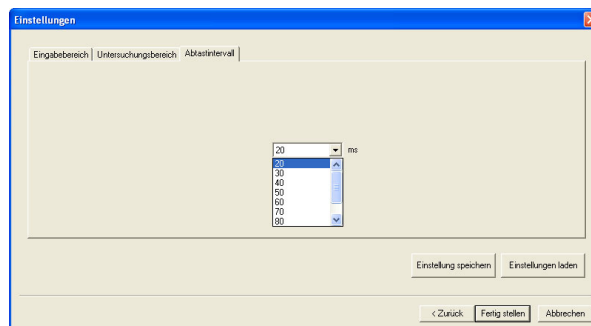 Einstellungen
Eingabebereich Untersuchungsbereich Abtastintervall
20 ms
20
30
40
50
60
70
80
Einstellung speichern Einstellungen laden
< Zurück Fertig stellen Abbrechen